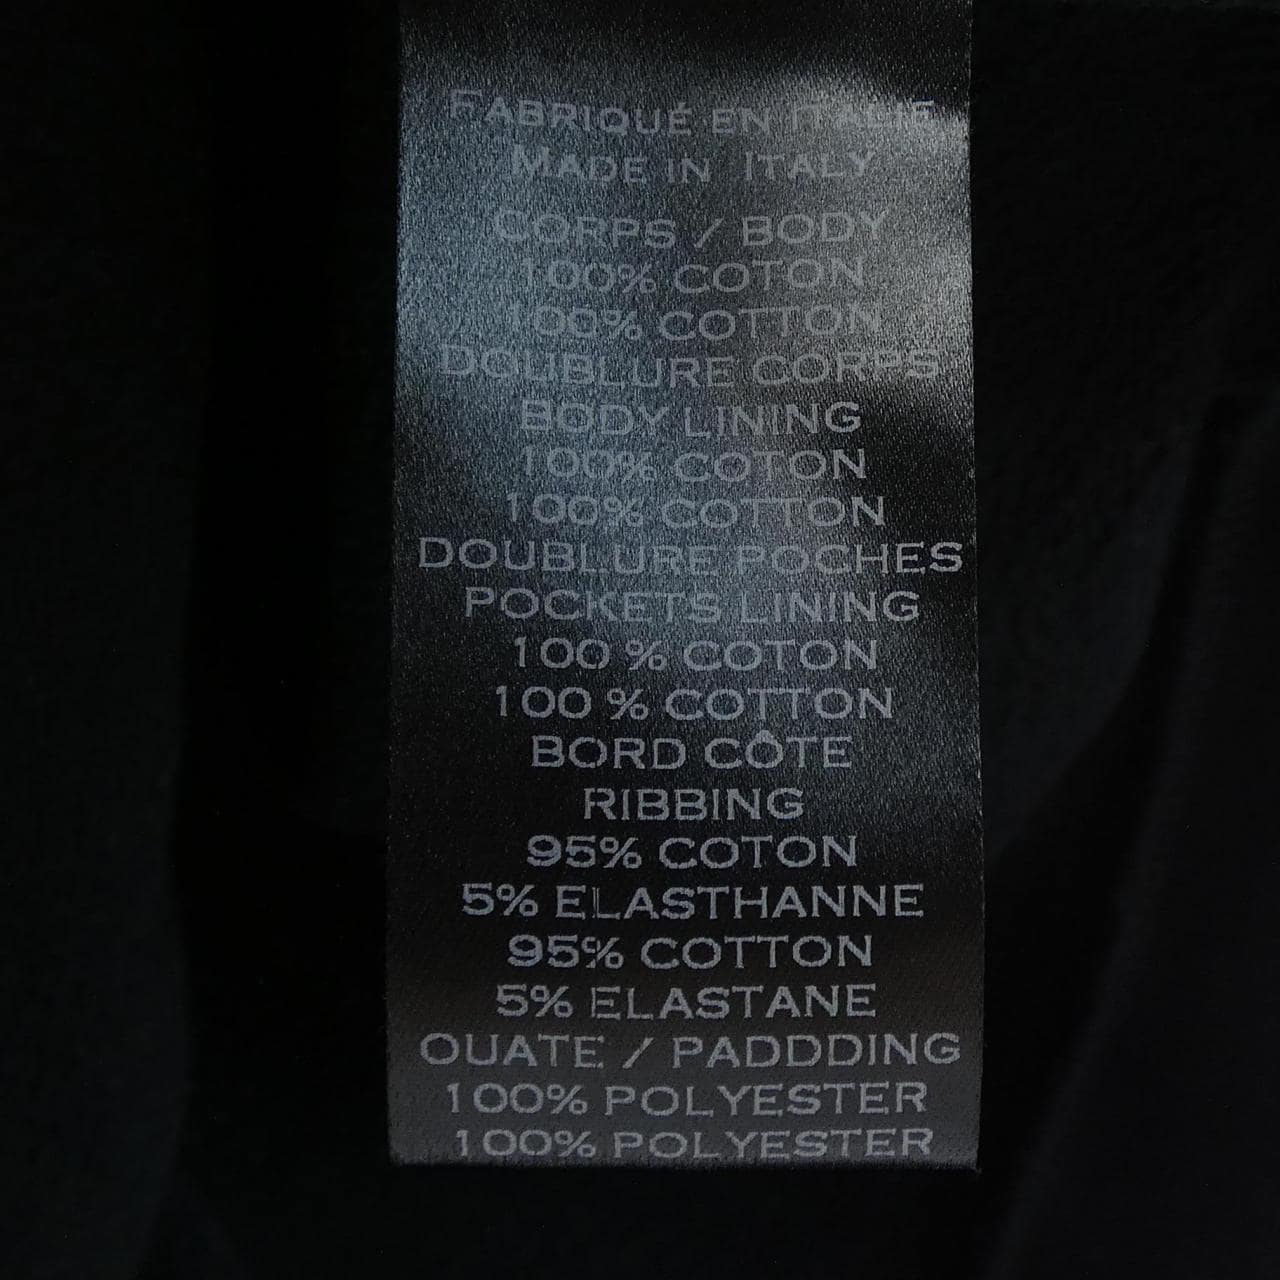 FABRIQUÉ EN ITALIE
MADE IN ITALY
CORPS / BODY
100% COTON
100% COTTON
DOUBLURE CORPS
BODY LINING
100% COTON
100% COTTON
DOUBLURE POCHES
POCKETS LINING
100 % COTON
100 % COTTON
BORD CÔTE
RIBBING
95% COTON
5% ELASTHANNE
95% COTTON
5% ELASTANE
OUATE / PADDDING
100% POLYESTER
100% POLYESTER